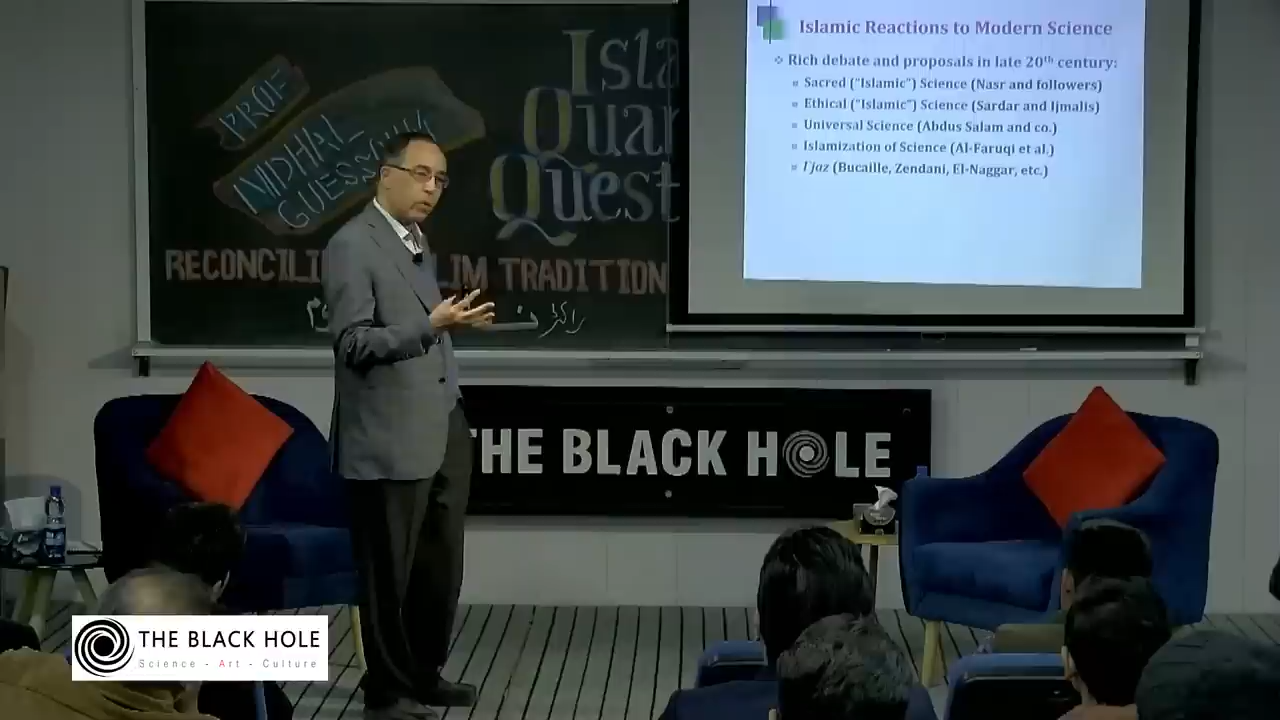 PROF
NIDHAL
Isla
Quan
Quest
RECONCILI LIM TRADITION
Islamic Reactions to Modern Science
Rich debate and proposals in late 20th century:
Sacred ("Islamic") Science (Nasr and followers)
Ethical ("Islamic") Science (Sardar and Ijmalis)
Universal Science (Abdus Salam and co.)
Islamization of Science (Al-Faruqi et al.)
I'jaz (Bucaille, Zendani, El-Naggar, etc.)
THE BLACK HOLE
THE BLACK HOLE
Science - Art - Culture